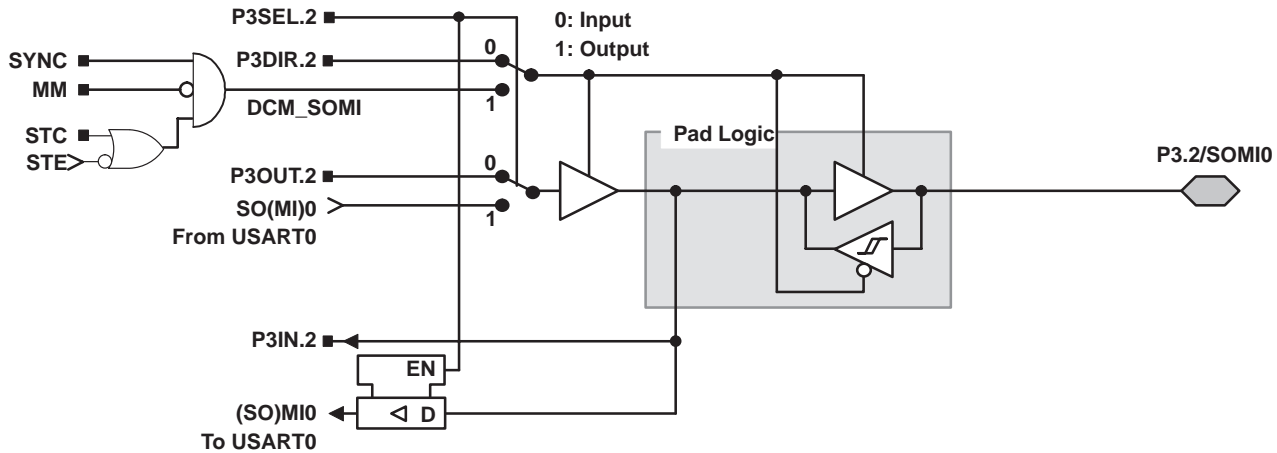 P3SEL.2
0: Input
1: Output
SYNC
P3DIR.2
0
MM
1
DCM_SOMI
STC
STE
Pad Logic
P3.2/SOMI0
P3OUT.2
0
SO(MI)0
1
From USART0
P3IN.2
EN
(SO)MI0
D
To USART0